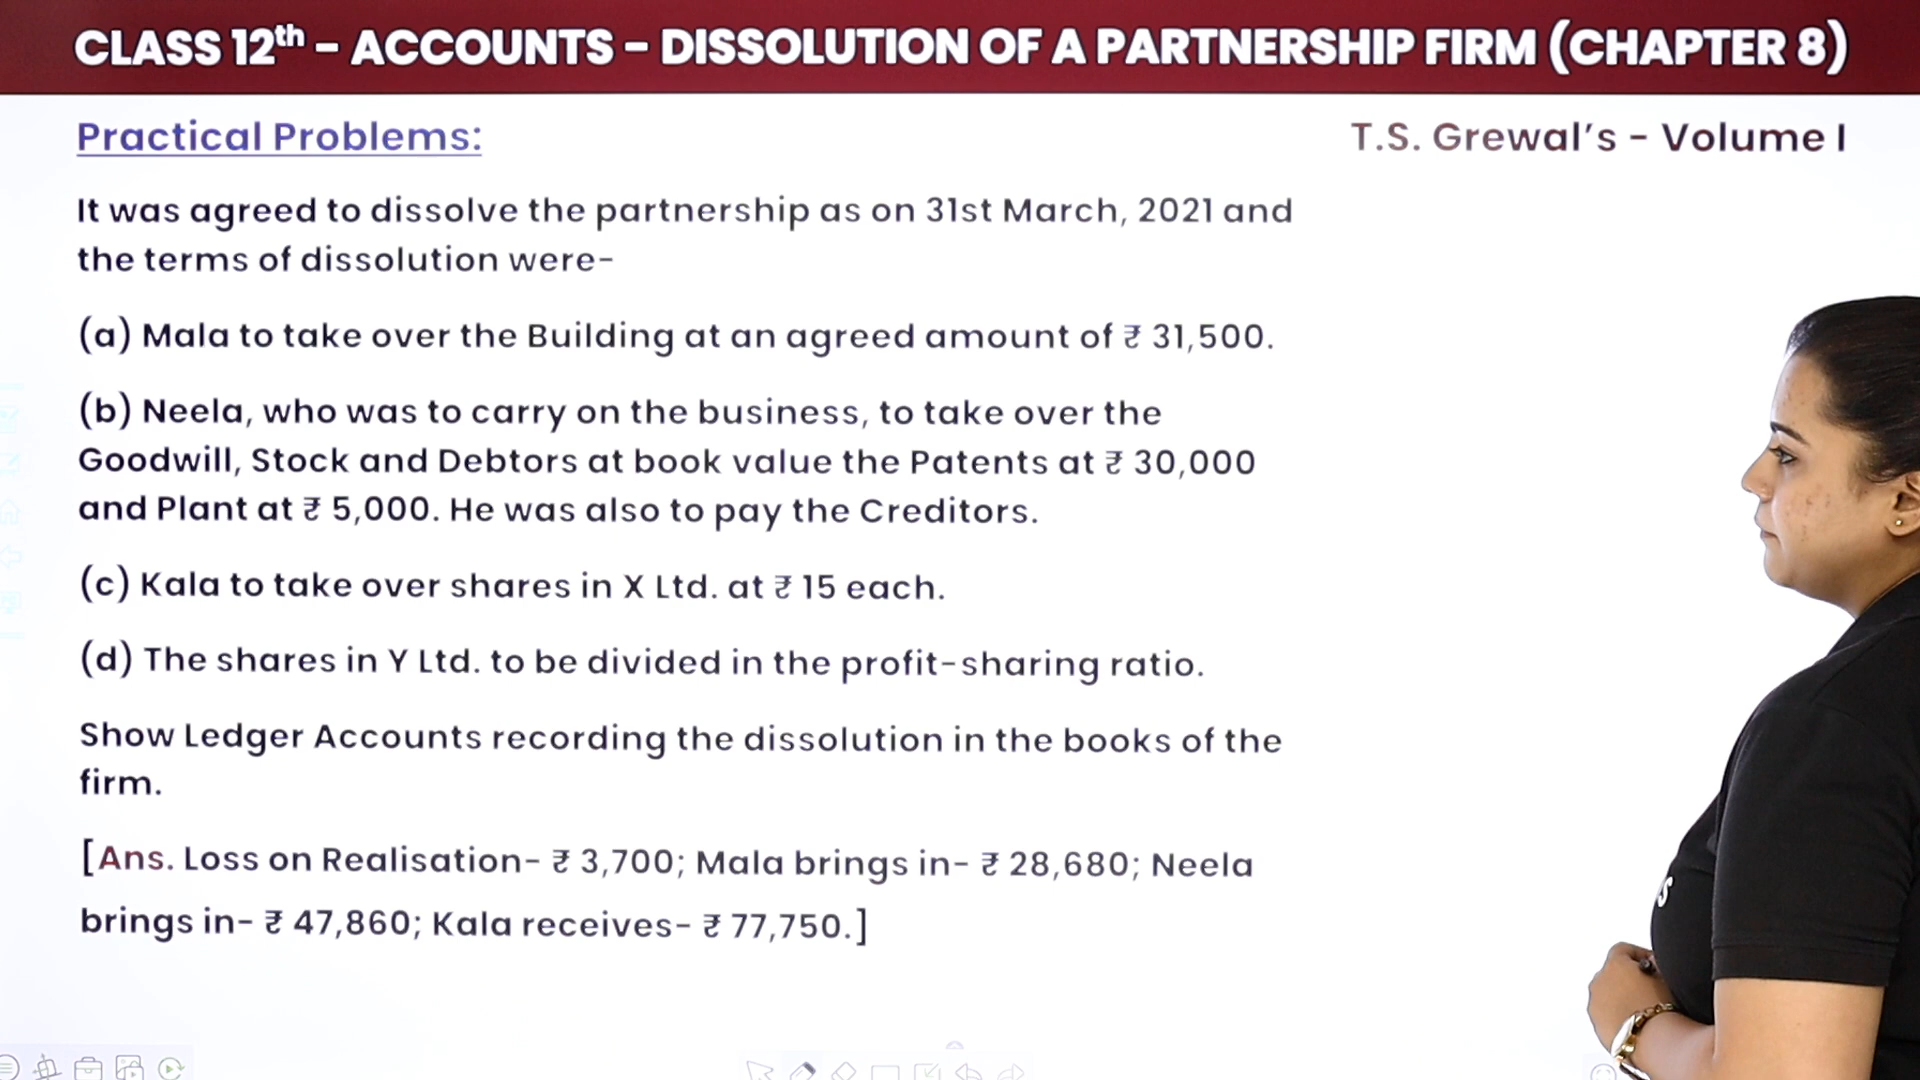 CLASS 12th – ACCOUNTS – DISSOLUTION OF A PARTNERSHIP FIRM (CHAPTER 8)
Practical Problems:
T.S. Grewal’s – Volume I
It was agreed to dissolve the partnership as on 31st March, 2021 and
the terms of dissolution were-
(a) Mala to take over the Building at an agreed amount of ₹ 31,500.
(b) Neela, who was to carry on the business, to take over the
Goodwill, Stock and Debtors at book value the Patents at ₹ 30,000
and Plant at ₹ 5,000. He was also to pay the Creditors.
(c) Kala to take over shares in X Ltd. at ₹ 15 each.
(d) The shares in Y Ltd. to be divided in the profit-sharing ratio.
Show Ledger Accounts recording the dissolution in the books of the
firm.
[Ans. Loss on Realisation- ₹ 3,700; Mala brings in- ₹ 28,680; Neela
brings in- ₹ 47,860; Kala receives- ₹ 77,750.]